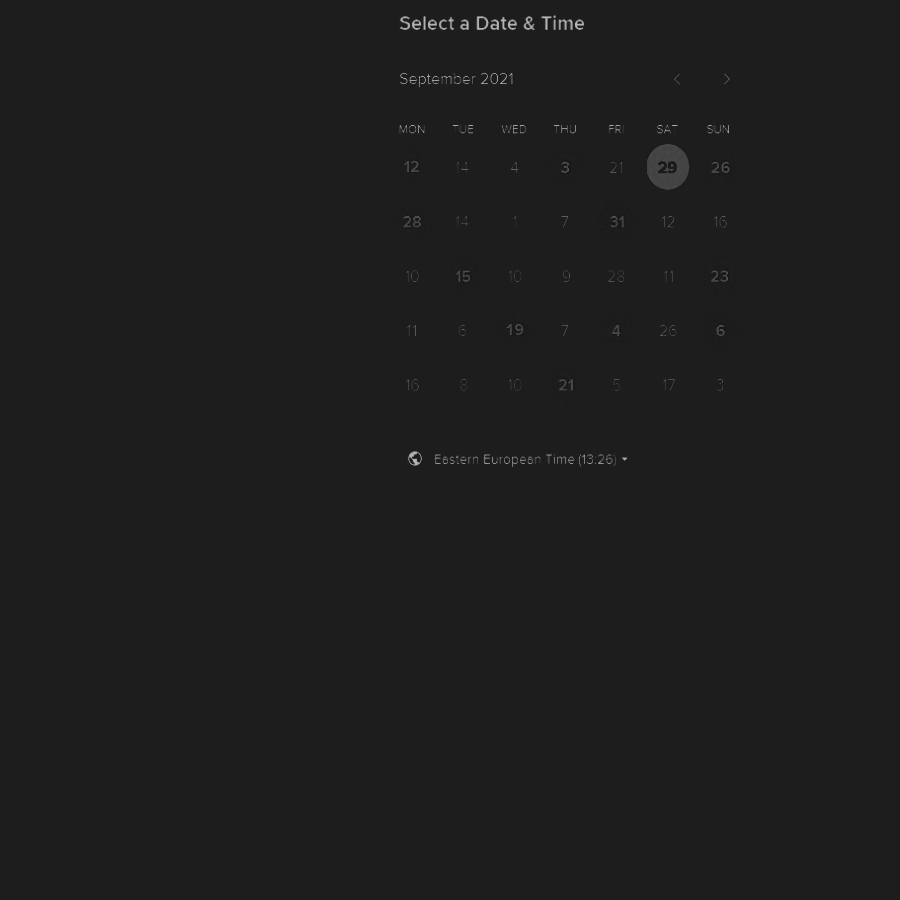 Select a Date & Time
September 2021
MON TUE WED THU FRI SAT SUN
12 14 4 3 21 29 26
28 14 1 7 31 12 16
10 15 10 9 28 11 23
11 6 19 7 4 26 6
16 8 10 21 5 17 3
Eastern European Time (13:26)